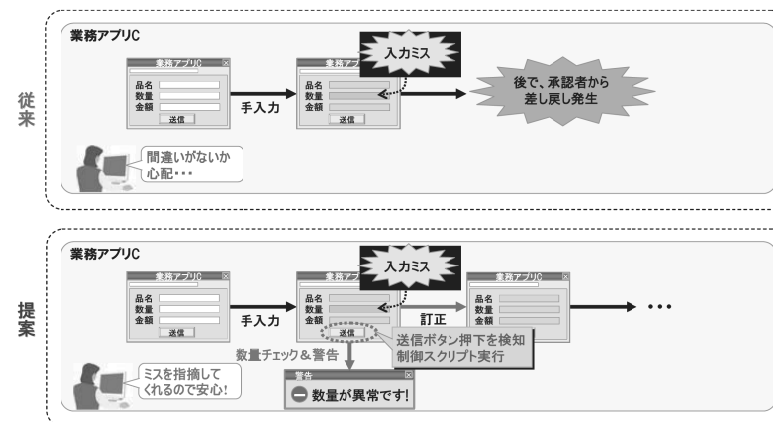 従来
業務アプリC
業務アプリC
品名
数量
金額
送信
手入力
業務アプ
品名
数量
金額
送信
入力ミス
後で、承認者から
差し戻し発生
間違いがないか
心配・・・
提案
業務アプリC
業務アプリC
品名
数量
金額
送信
手入力
業務アプ
品名
数量
金額
送信
入力ミス
訂正
業務アプリC
品名
数量
金額
送信
・・・
送信ボタン押下を検知
制御スクリプト実行
数量チェック＆警告
警告
数量が異常です!
ミスを指摘して
くれるので安心!